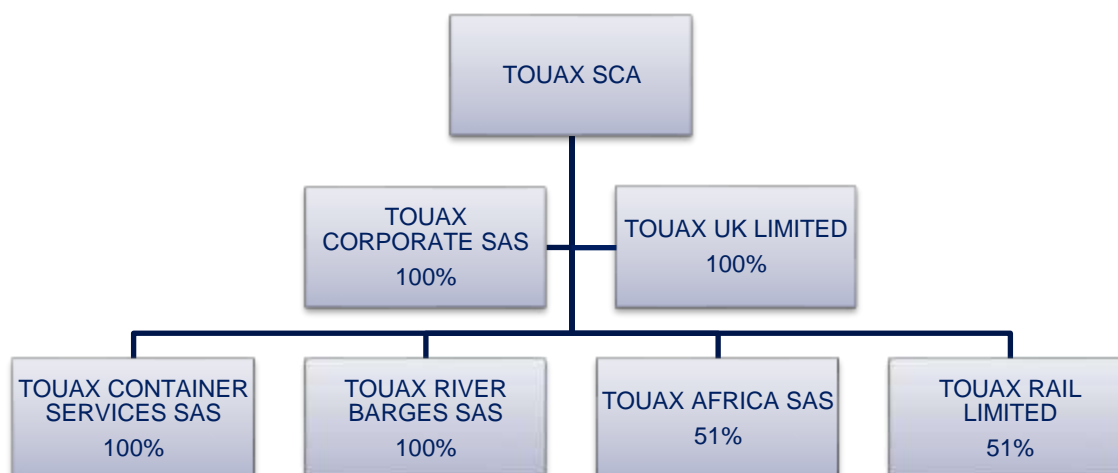 TOUAX SCA
TOUAX
CORPORATE SAS
100%
TOUAX UK LIMITED
100%
TOUAX CONTAINER
SERVICES SAS
100%
TOUAX RIVER
BARGES SAS
100%
TOUAX AFRICA SAS
51%
TOUAX RAIL
LIMITED
51%